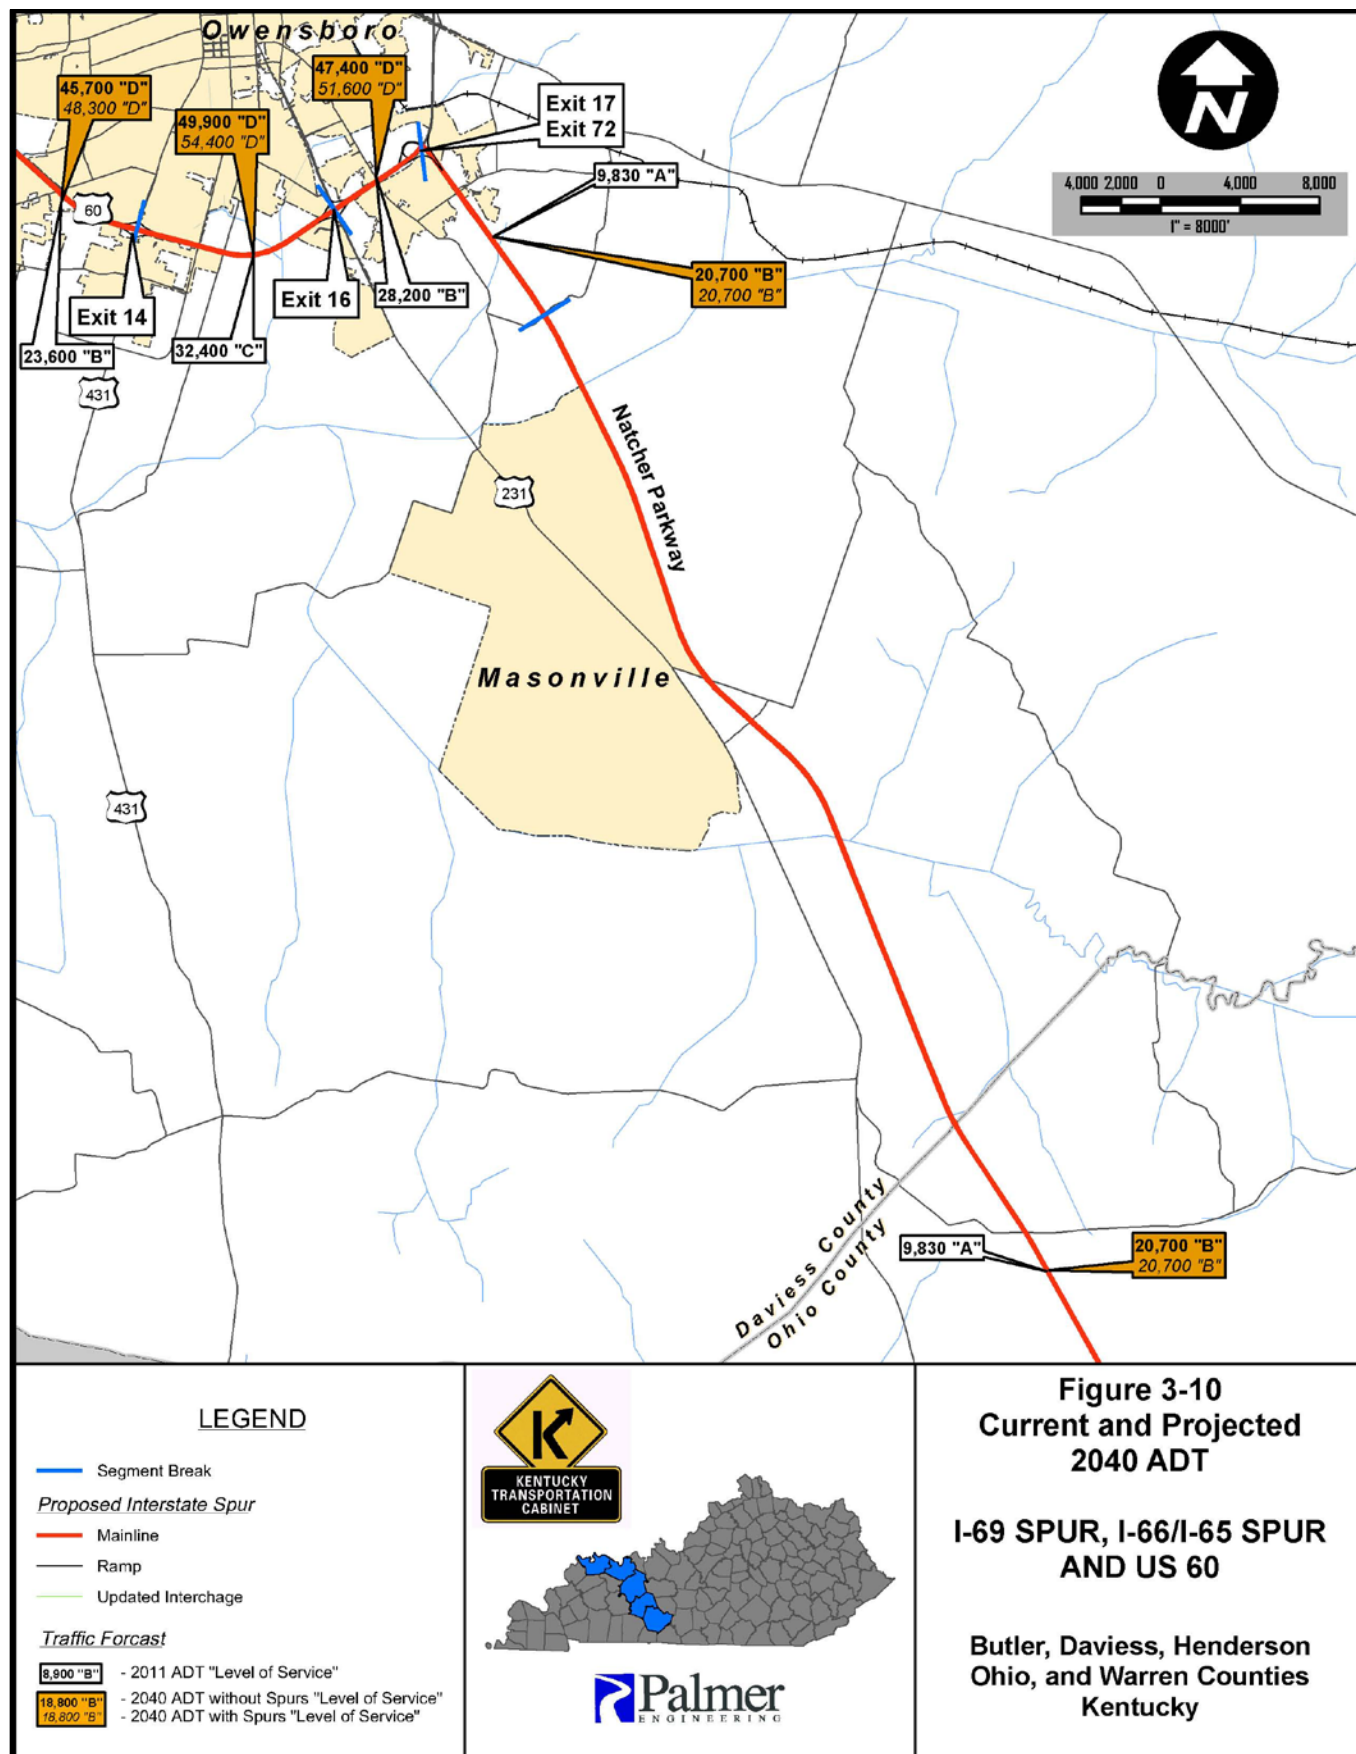 Owensboro
45,700 "D"
48,300 "D"
49,900 "D"
54,400 "D"
47,400 "D"
51,600 "D"
Exit 17
Exit 72
N
4,000 2,000 0 4,000 8,000
1" = 8000'
9,830 "A"
60
20,700 "B"
20,700 "B"
Exit 14
Exit 16
28,200 "B"
23,600 "B"
32,400 "C"
431
Natcher Parkway
231
Masonville
431
Daviess County
Ohio County
9,830 "A"
20,700 "B"
20,700 "B"
LEGEND
Segment Break
Proposed Interstate Spur
Mainline
Ramp
Updated Interchage
Traffic Forcast
8,900 "B" - 2011 ADT "Level of Service"
18,800 "B" - 2040 ADT without Spurs "Level of Service"
18,800 "B" - 2040 ADT with Spurs "Level of Service"
K
KENTUCKY
TRANSPORTATION
CABINET
Palmer
ENGINEERING
Figure 3-10
Current and Projected
2040 ADT
I-69 SPUR, I-66/I-65 SPUR
AND US 60
Butler, Daviess, Henderson
Ohio, and Warren Counties
Kentucky